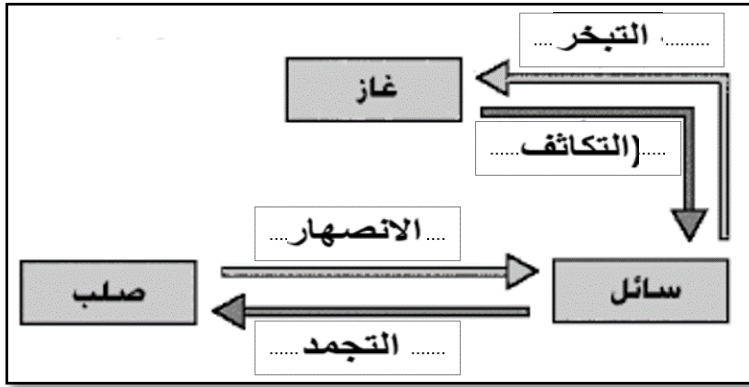 .... التبخر .........
غاز
......(التكاثف......
.... الانصهار ....
صلب
سائل
...... التجمد .......